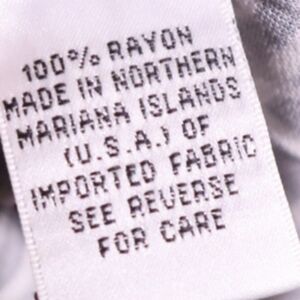 100% RAYON
MADE IN NORTHERN
MARIANA ISLANDS
(U.S.A.) OF
IMPORTED FABRIC
SEE REVERSE
FOR CARE